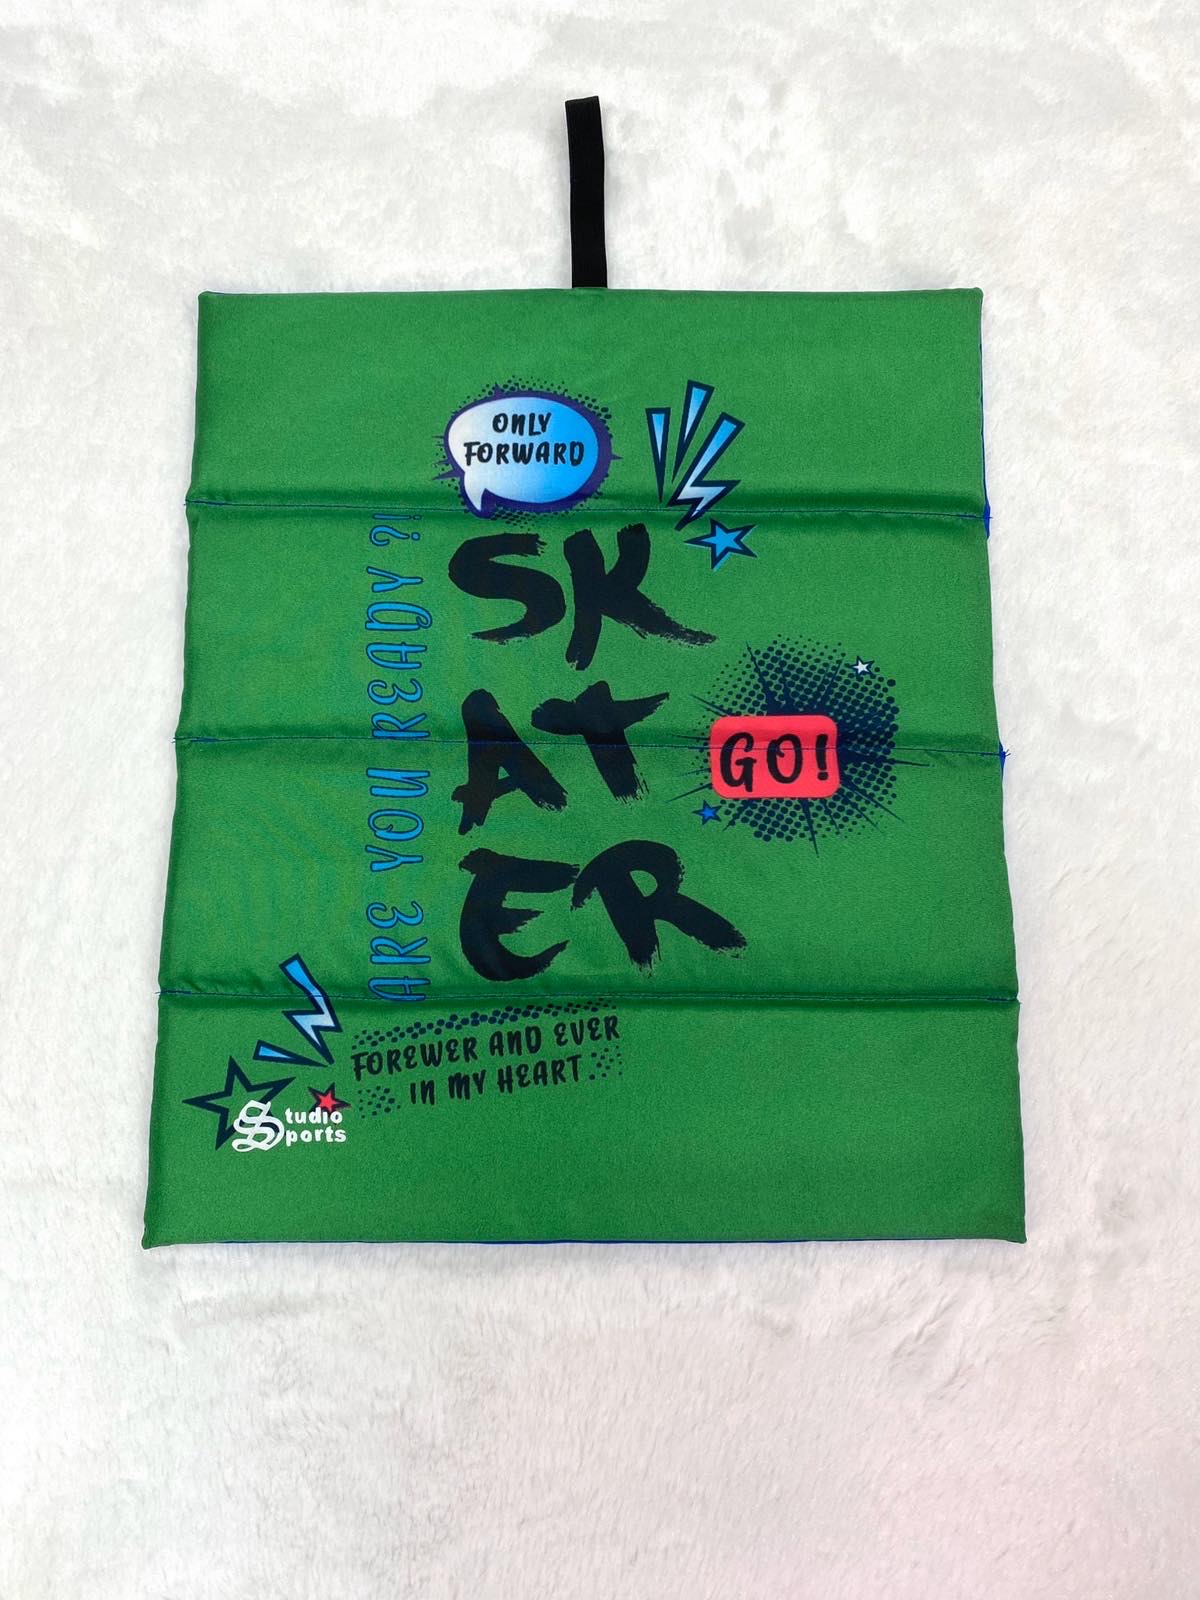 ONLY
FORWARD
ARE YOU READY ?!
SK
AT
ER
GO!
FOREWER AND EVER
IN MY HEART
Studio
Sports